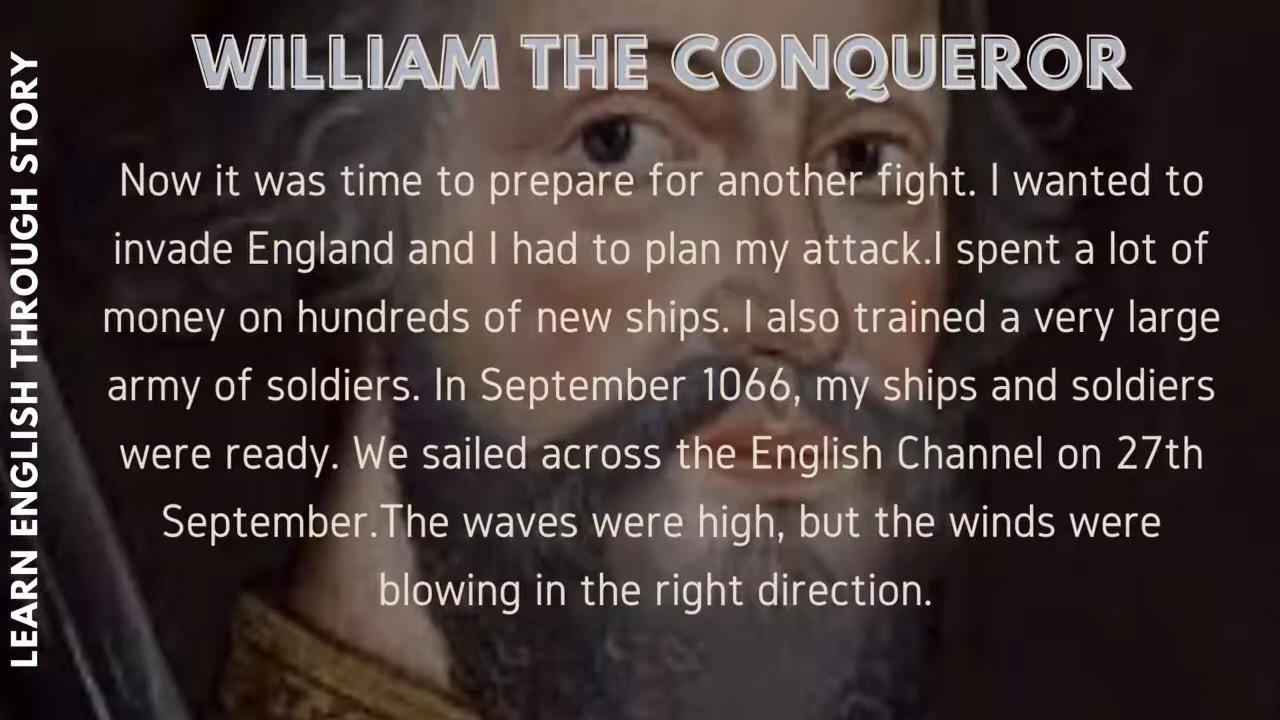 WILLIAM THE CONQUEROR
Now it was time to prepare for another fight. I wanted to
invade England and I had to plan my attack.I spent a lot of
money on hundreds of new ships. I also trained a very large
army of soldiers. In September 1066, my ships and soldiers
were ready. We sailed across the English Channel on 27th
September.The waves were high, but the winds were
blowing in the right direction.
LEARN ENGLISH THROUGH STORY